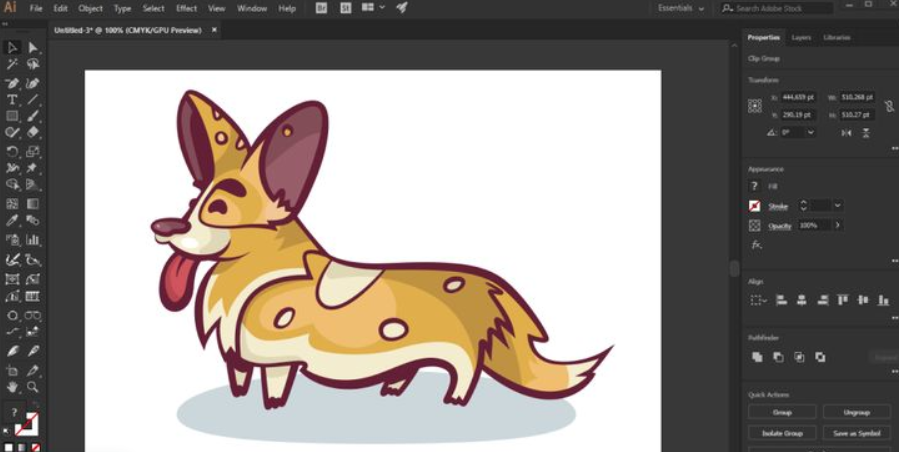 Ai File Edit Object Type Select Effect View Window Help Br St Essentials Search Adobe Stock
Untitled-3* @ 100% (CMYK/GPU Preview) ×
Properties Layers Libraries
Clip Group
Transform
X: 444,659 pt W: 510,268 pt
Y: 290,19 pt H: 510,27 pt
0°
Appearance
? Fill
Stroke
Opacity 100%
fx.
Align
Pathfinder
Quick Actions
Group Ungroup
Isolate Group Save as Symbol
T
?